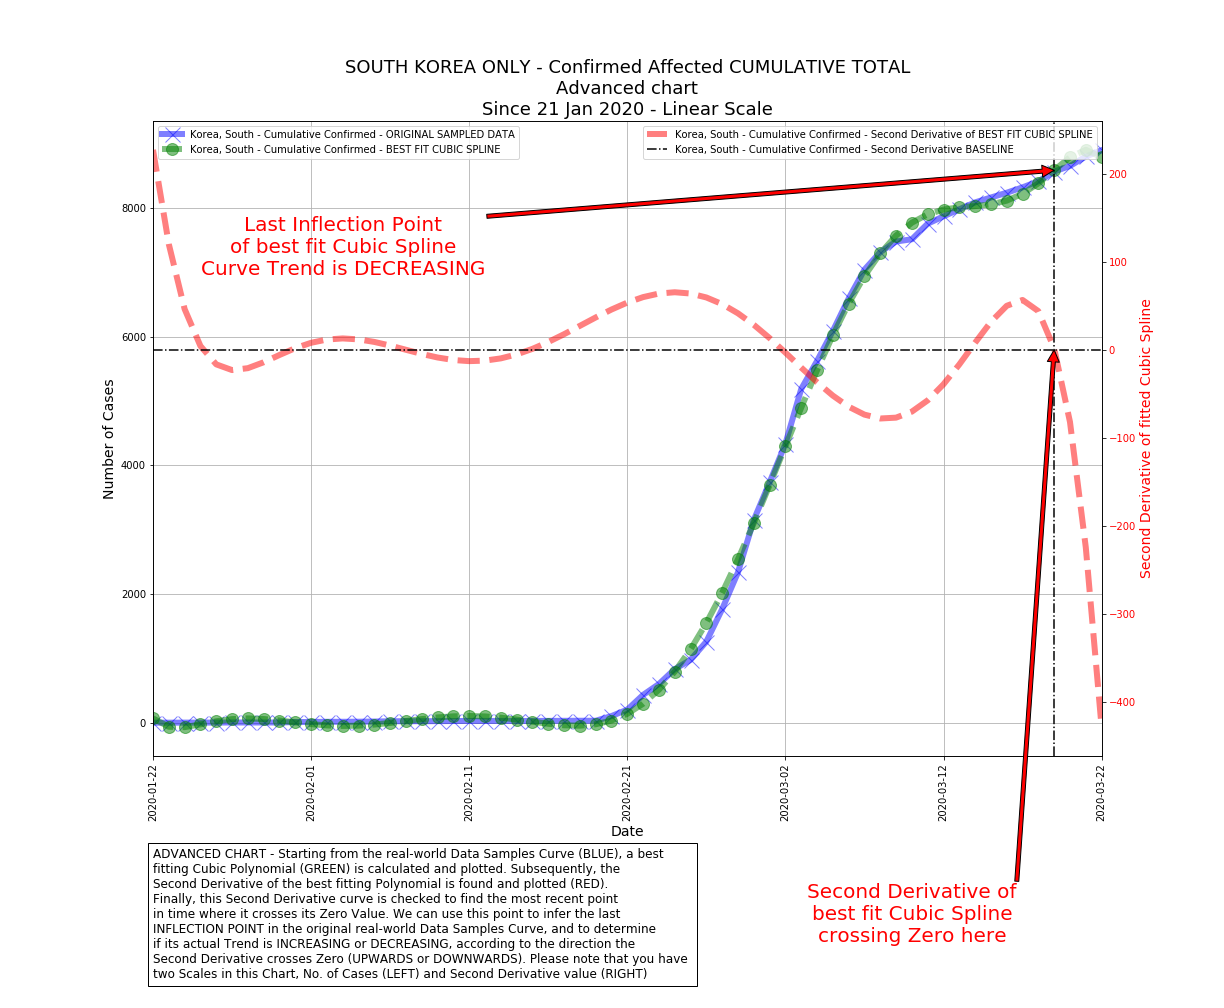 SOUTH KOREA ONLY - Confirmed Affected CUMULATIVE TOTAL
Advanced chart
Since 21 Jan 2020 - Linear Scale
Korea, South - Cumulative Confirmed - ORIGINAL SAMPLED DATA
Korea, South - Cumulative Confirmed - BEST FIT CUBIC SPLINE
Korea, South - Cumulative Confirmed - Second Derivative of BEST FIT CUBIC SPLINE
Korea, South - Cumulative Confirmed - Second Derivative BASELINE
Last Inflection Point
of best fit Cubic Spline
Curve Trend is DECREASING
Number of Cases
8000
6000
4000
2000
0
200
100
0
−100
−200
−300
−400
Second Derivative of fitted Cubic Spline
2020-01-22
2020-02-01
2020-02-11
2020-02-21
2020-03-02
2020-03-12
2020-03-22
Date
ADVANCED CHART - Starting from the real-world Data Samples Curve (BLUE), a best
fitting Cubic Polynomial (GREEN) is calculated and plotted. Subsequently, the
Second Derivative of the best fitting Polynomial is found and plotted (RED).
Finally, this Second Derivative curve is checked to find the most recent point
in time where it crosses its Zero Value. We can use this point to infer the last
INFLECTION POINT in the original real-world Data Samples Curve, and to determine
if its actual Trend is INCREASING or DECREASING, according to the direction the
Second Derivative crosses Zero (UPWARDS or DOWNWARDS). Please note that you have
two Scales in this Chart, No. of Cases (LEFT) and Second Derivative value (RIGHT)
Second Derivative of
best fit Cubic Spline
crossing Zero here